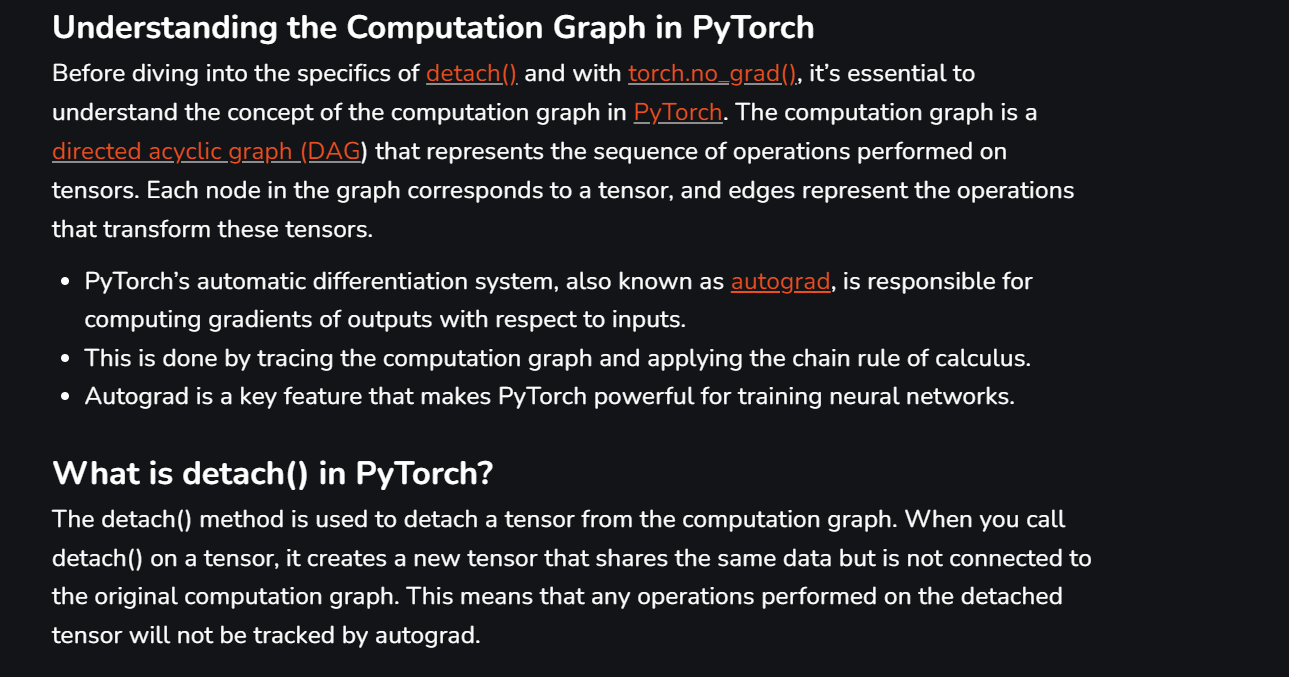 Understanding the Computation Graph in PyTorch
Before diving into the specifics of detach() and with torch.no_grad(), it’s essential to
understand the concept of the computation graph in PyTorch. The computation graph is a
directed acyclic graph (DAG) that represents the sequence of operations performed on
tensors. Each node in the graph corresponds to a tensor, and edges represent the operations
that transform these tensors.
• PyTorch’s automatic differentiation system, also known as autograd, is responsible for
computing gradients of outputs with respect to inputs.
• This is done by tracing the computation graph and applying the chain rule of calculus.
• Autograd is a key feature that makes PyTorch powerful for training neural networks.
What is detach() in PyTorch?
The detach() method is used to detach a tensor from the computation graph. When you call
detach() on a tensor, it creates a new tensor that shares the same data but is not connected to
the original computation graph. This means that any operations performed on the detached
tensor will not be tracked by autograd.